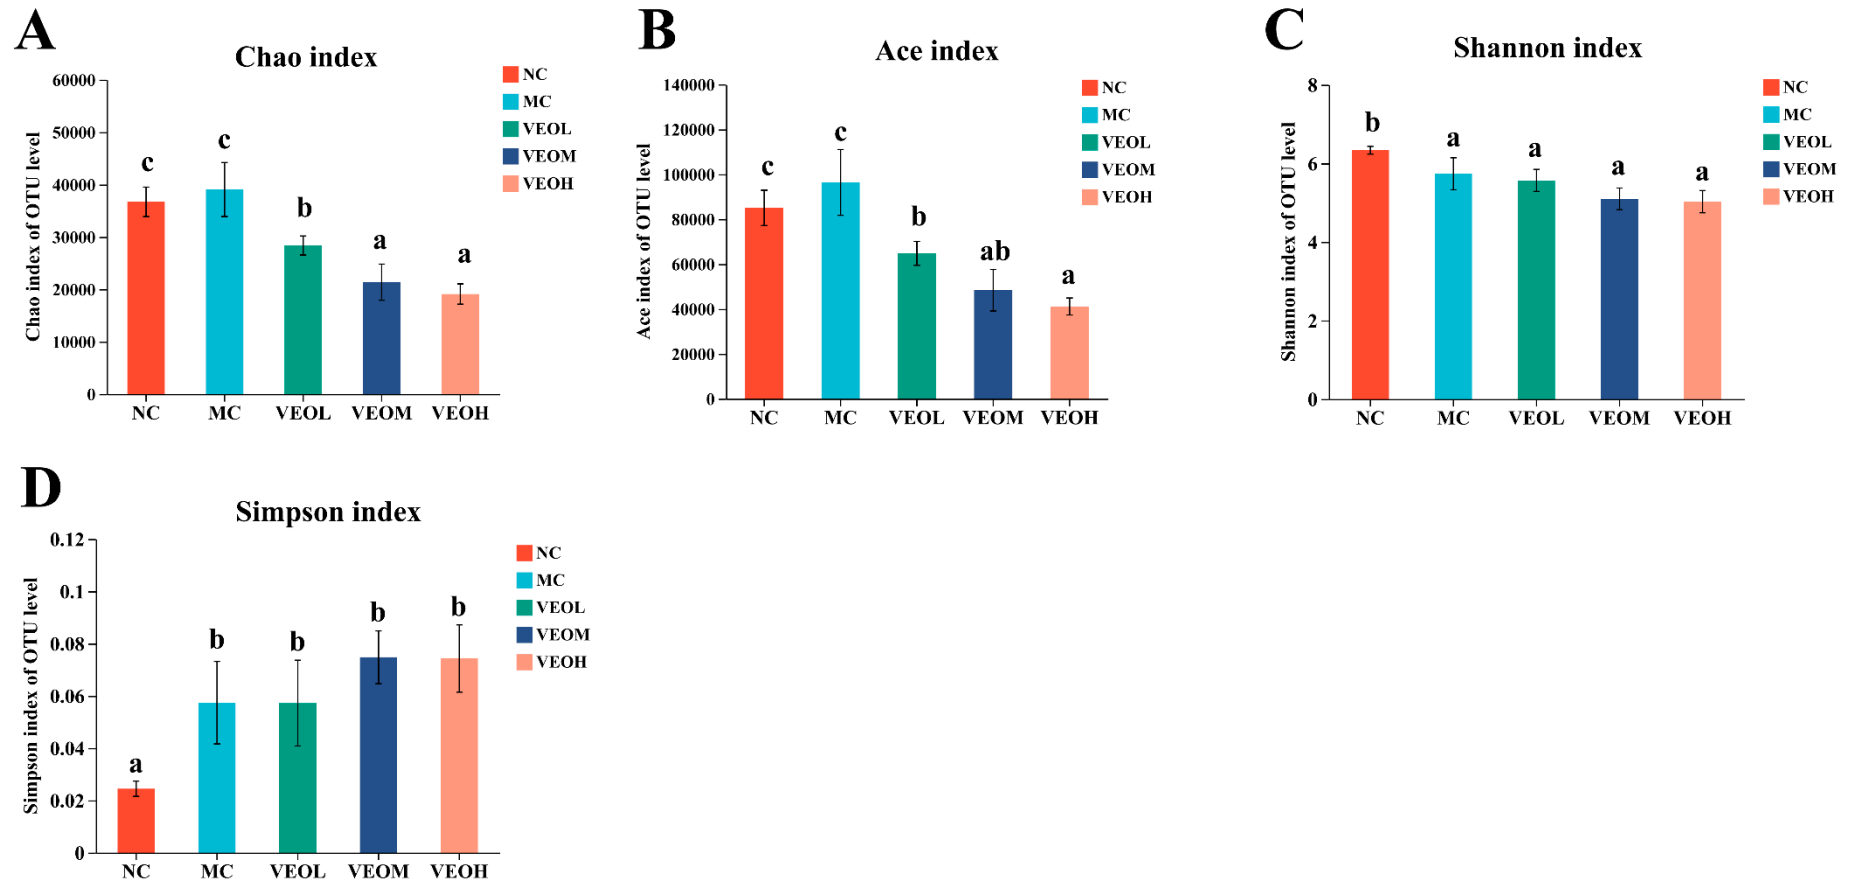 A
Chao index
Chao index of OTU level
60000
50000
40000
30000
20000
10000
0
c
c
b
a
a
NC
MC
VEOL
VEOM
VEOH
NC
MC
VEOL
VEOM
VEOH
B
Ace index
Ace index of OTU level
140000
120000
100000
80000
60000
40000
20000
0
c
c
b
ab
a
NC
MC
VEOL
VEOM
VEOH
NC
MC
VEOL
VEOM
VEOH
C
Shannon index
Shannon index of OTU level
8
6
4
2
0
b
a
a
a
a
NC
MC
VEOL
VEOM
VEOH
NC
MC
VEOL
VEOM
VEOH
D
Simpson index
Simpson index of OTU level
0.12
0.1
0.08
0.06
0.04
0.02
0
a
b
b
b
b
NC
MC
VEOL
VEOM
VEOH
NC
MC
VEOL
VEOM
VEOH